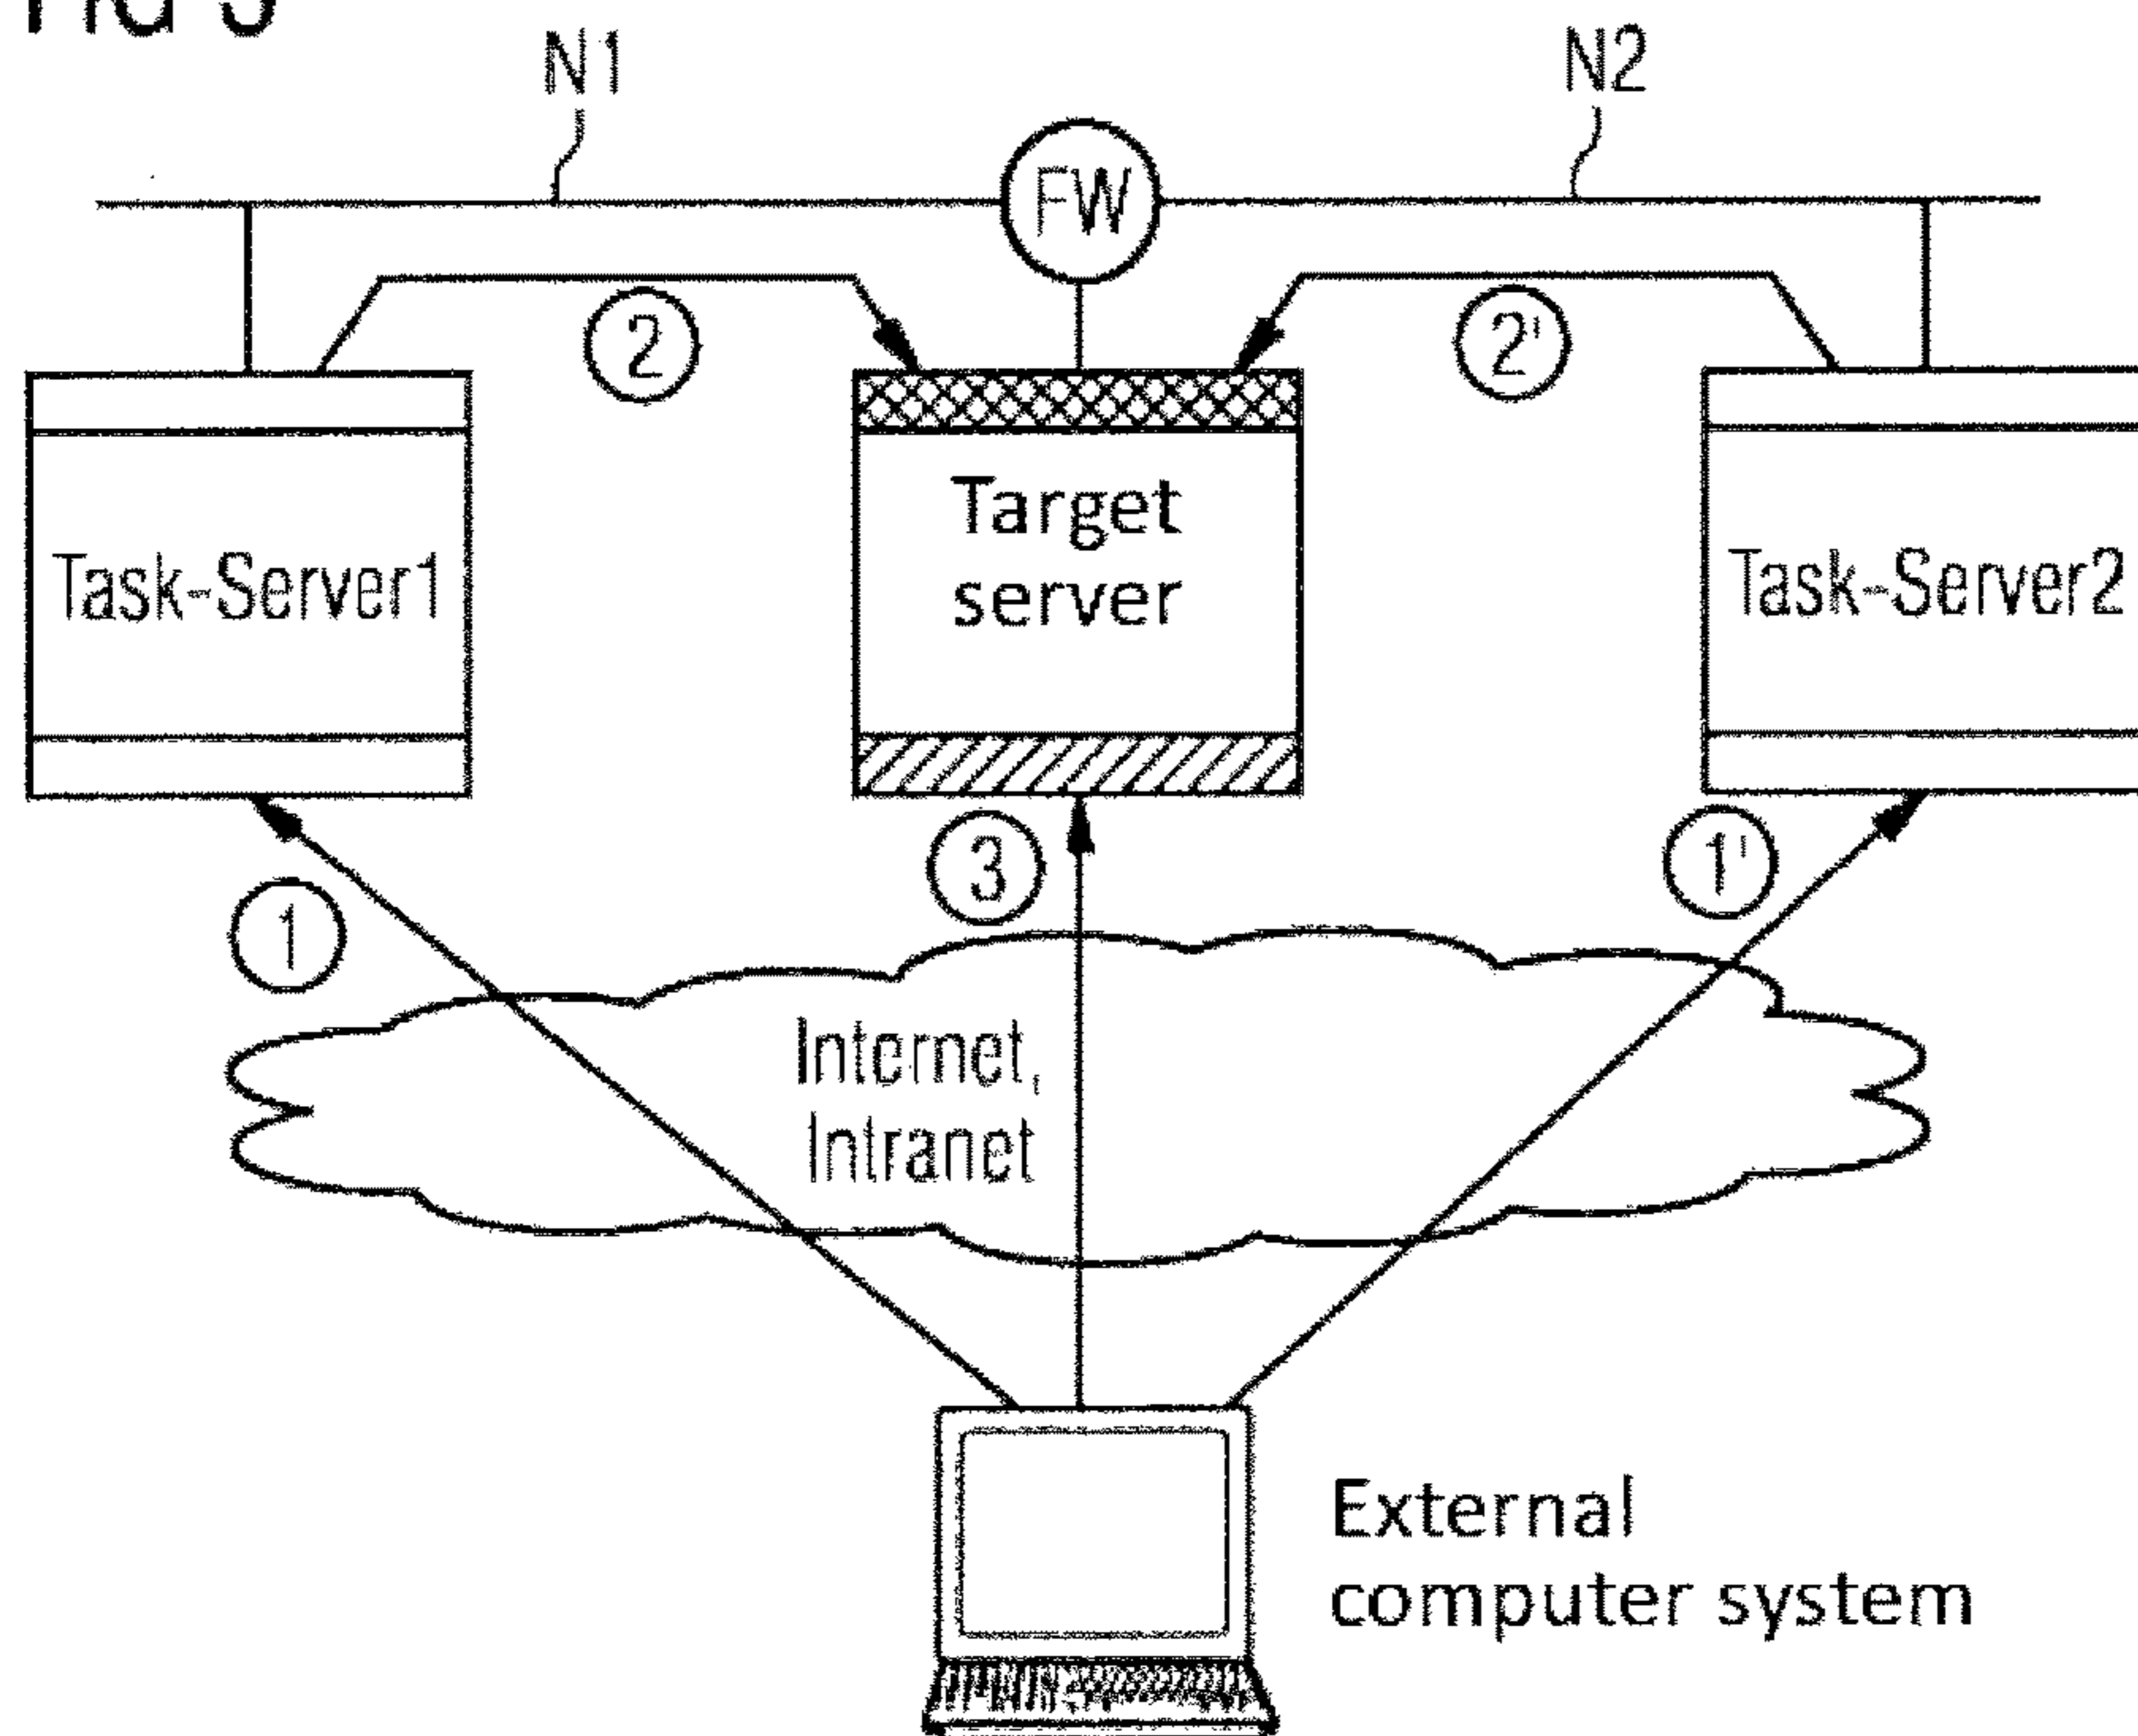 FIG 3
N1
N2
FW
2
2'
Task-Server1
Target
server
Task-Server2
1
3
1'
Internet,
Intranet
External
computer system